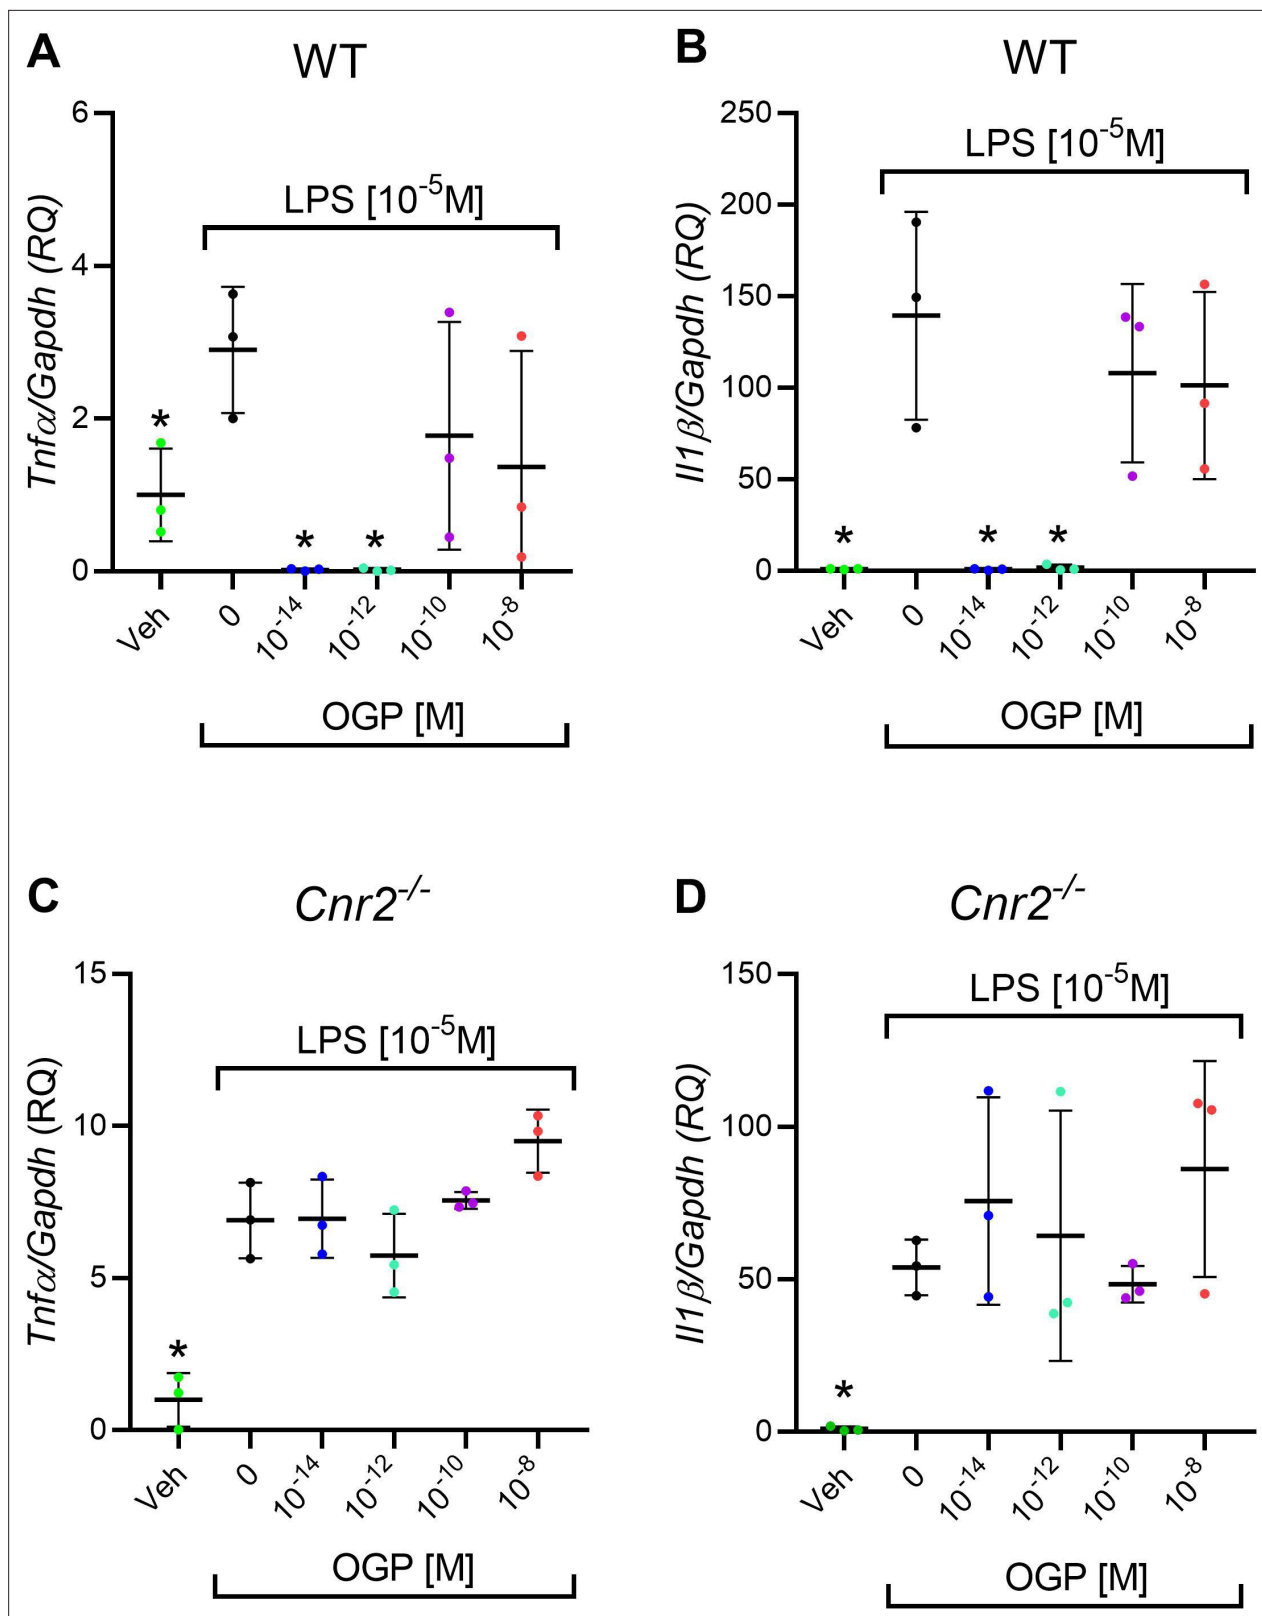 A
WT
6
4
2
0
Tnfα/Gapdh (RQ)
LPS [10⁻⁵M]
*
*
*
Veh
0
10⁻¹⁴
10⁻¹²
10⁻¹⁰
10⁻⁸
OGP [M]
B
WT
250
200
150
100
50
0
Il1β/Gapdh (RQ)
LPS [10⁻⁵M]
*
*
*
Veh
0
10⁻¹⁴
10⁻¹²
10⁻¹⁰
10⁻⁸
OGP [M]
C
Cnr2⁻/⁻
15
10
5
0
Tnfα/Gapdh (RQ)
LPS [10⁻⁵M]
*
Veh
0
10⁻¹⁴
10⁻¹²
10⁻¹⁰
10⁻⁸
OGP [M]
D
Cnr2⁻/⁻
150
100
50
0
Il1β/Gapdh (RQ)
LPS [10⁻⁵M]
*
Veh
0
10⁻¹⁴
10⁻¹²
10⁻¹⁰
10⁻⁸
OGP [M]